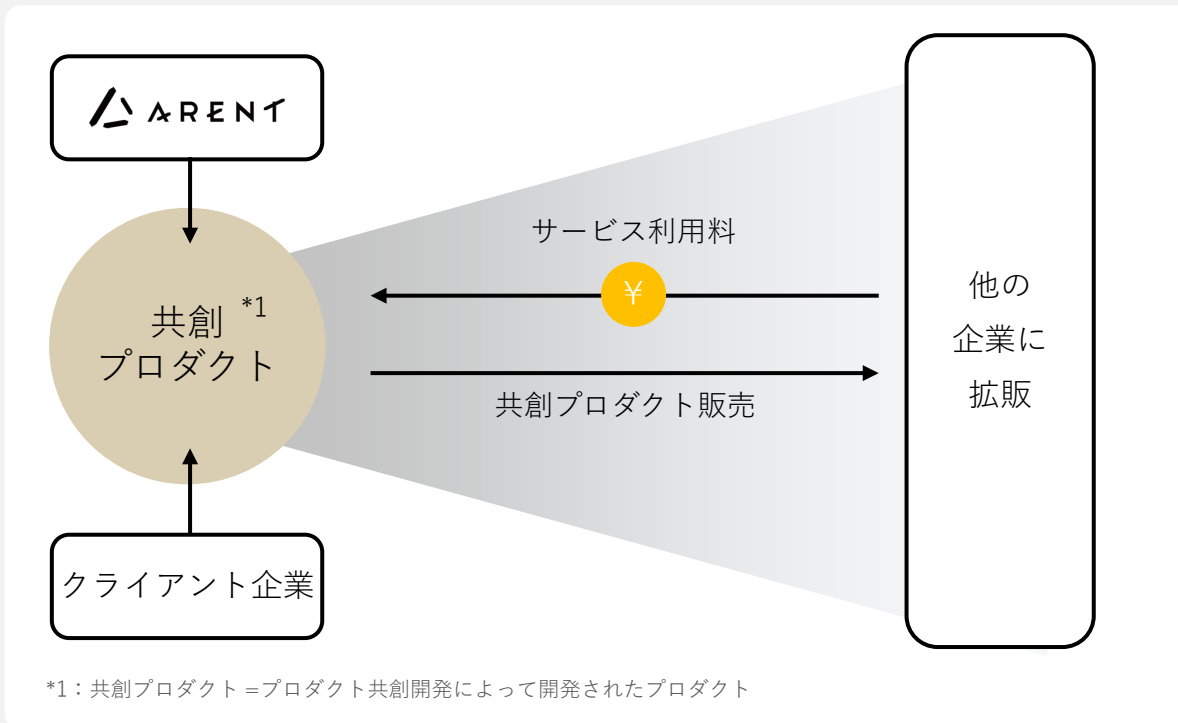 ARENT
サービス利用料
¥
共創 *1
プロダクト
共創プロダクト販売
他の
企業に
拡販
クライアント企業
*1：共創プロダクト =プロダクト共創開発によって開発されたプロダクト